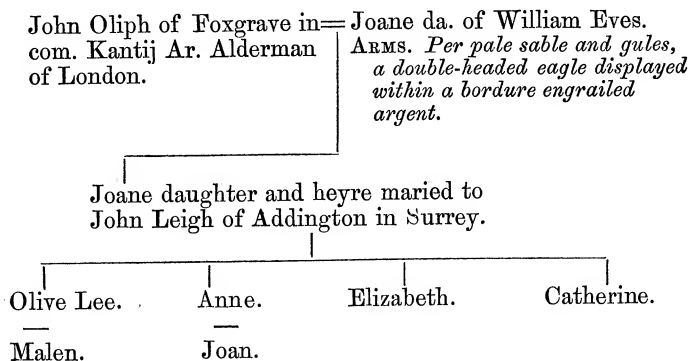 John Oliph of Foxgrave in
com. Kantij Ar. Alderman
of London.
Joane da. of William Eves.
ARMS. Per pale sable and gules,
a double-headed eagle displayed
within a bordure engrailed
argent.
Joane daughter and heyre maried to
John Leigh of Addington in Surrey.
Olive Lee. Anne. Elizabeth. Catherine.
Malen. Joan.